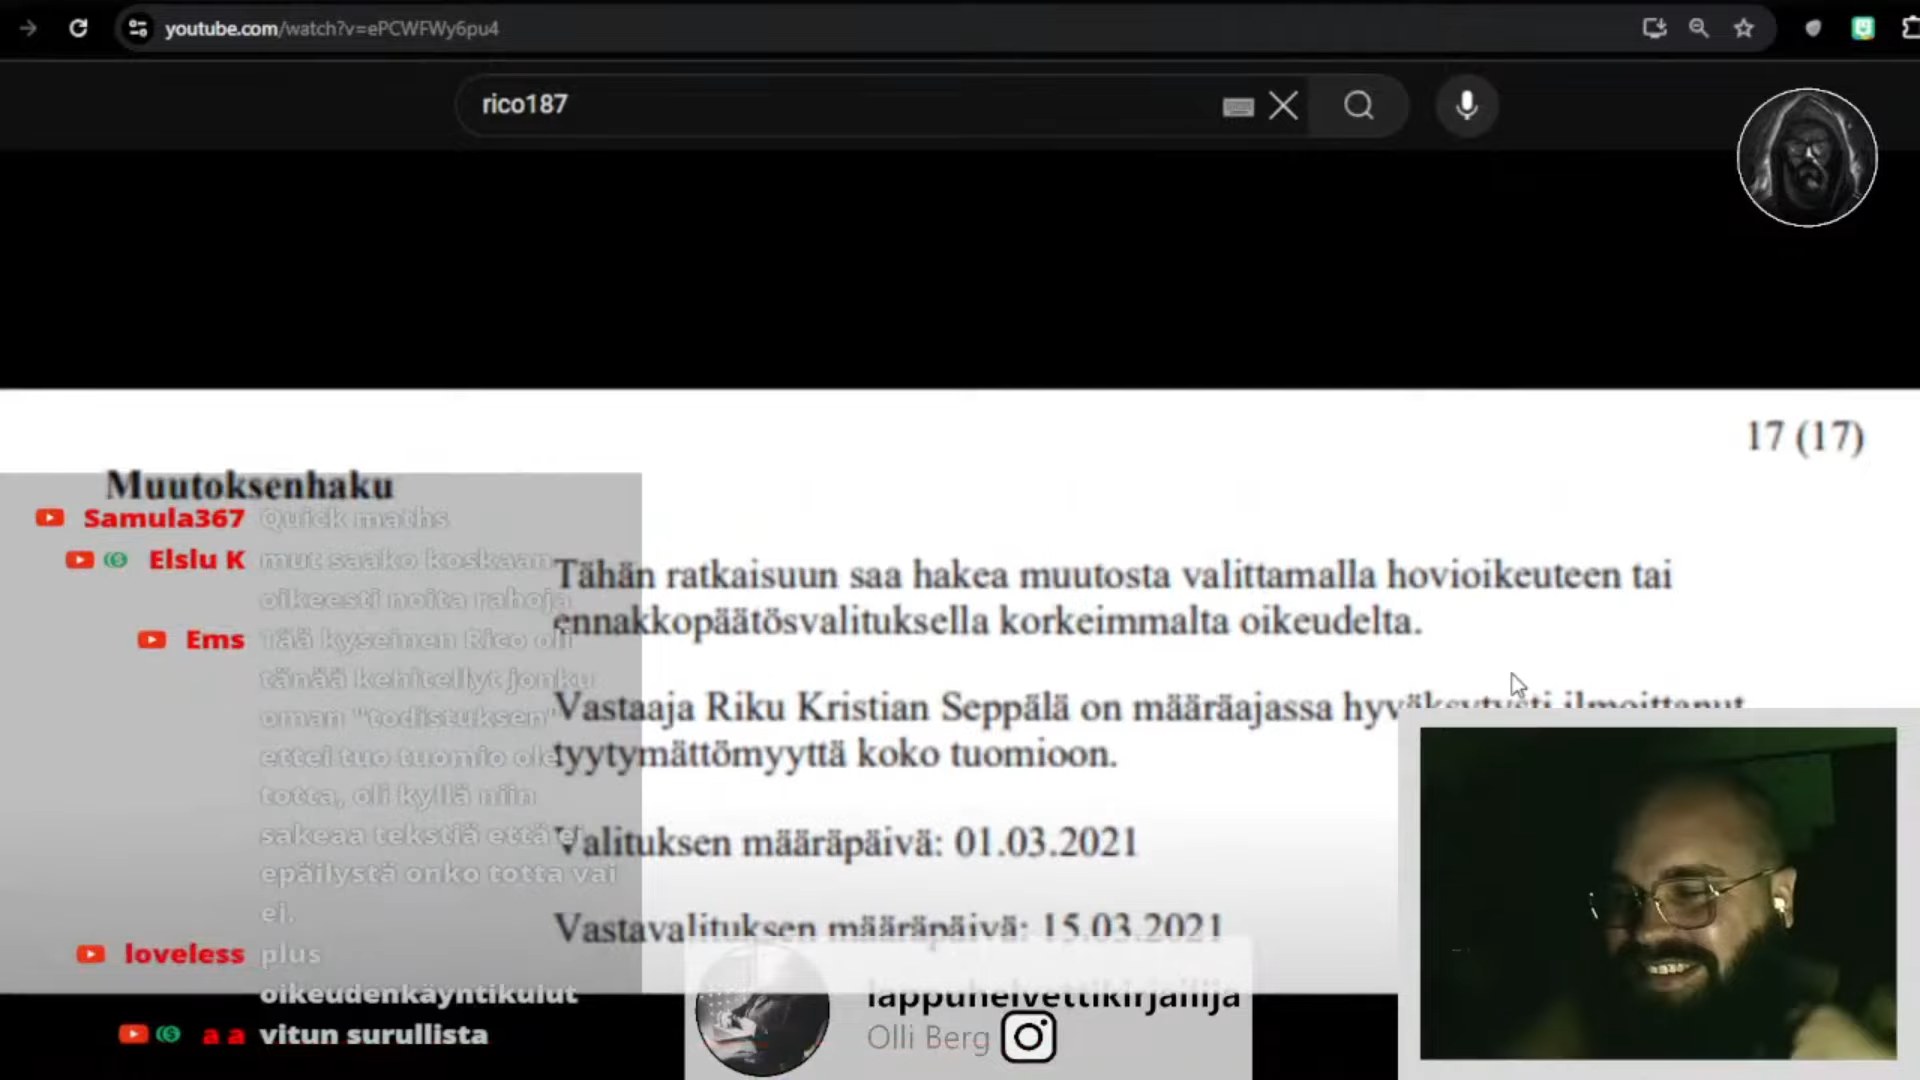 youtube.com/watch?v=ePCWFWy6pu4
rico187
17 (17)
Muutoksenhaku
Tähän ratkaisuun saa hakea muutosta valittamalla hovioikeuteen tai
ennakkopäätösvalituksella korkeimmalta oikeudelta.
Vastaaja Riku Kristian Seppälä on määräajassa hyväksytysti ilmoittanut
tyytymättömyyttä koko tuomioon.
Valituksen määräpäivä: 01.03.2021
Vastavalituksen määräpäivä: 15.03.2021
Samula367 Quick maths
Elslu K mut saako koskaan
oikeesti noita rahoja
Ems Tää kyseinen Rico oli
tänää kehitellyt jonku
oman "todistuksen"
ettei tuo tuomio ole
totta, oli kyllä niin
sakeaa tekstiä että ei
epäilystä onko totta vai
ei.
loveless plus
oikeudenkäyntikulut
a a vitun surullista
lappuhelvettikirjailija
Olli Berg